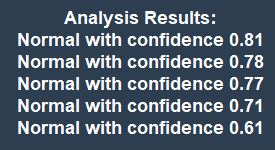 Analysis Results:
Normal with confidence 0.81
Normal with confidence 0.78
Normal with confidence 0.77
Normal with confidence 0.71
Normal with confidence 0.61